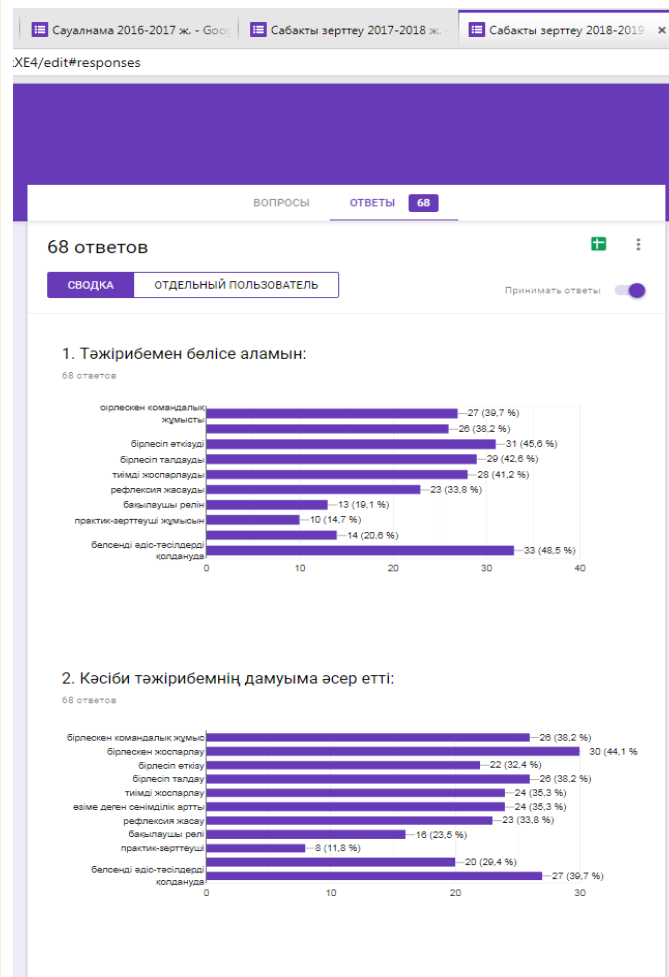 Сауалнама 2016-2017 ж. - Goo
Сабақты зерттеу 2017-2018 ж. -
Сабақты зерттеу 2018-2019
XE4/edit#responses
ВОПРОСЫ ОТВЕТЫ 68
68 ответов
СВОДКА ОТДЕЛЬНЫЙ ПОЛЬЗОВАТЕЛЬ Принимать ответы
1. Тәжірибемен бөлісе аламын:
68 ответов
бірлескен командалық
жұмысты
27 (39,7 %)
26 (38,2 %)
бірлесіп өткізуді 31 (45,6 %)
бірлесіп талдауды 29 (42,6 %)
тиімді жоспарлауды 28 (41,2 %)
рефлексия жасауды 23 (33,8 %)
бақылаушы рөлін 13 (19,1 %)
практик-зерттеуші жұмысын 10 (14,7 %)
14 (20,6 %)
белсенді әдіс-тәсілдерді
қолдануда
33 (48,5 %)
0 10 20 30 40
2. Кәсіби тәжірибемнің дамуыма әсер етті:
68 ответов
бірлескен командалық жұмыс 26 (38,2 %)
бірлескен жоспарлау 30 (44,1 %
бірлесіп өткізу 22 (32,4 %)
бірлесіп талдау 26 (38,2 %)
тиімді жоспарлау 24 (35,3 %)
өзіме деген сенімділік артты 24 (35,3 %)
рефлексия жасау 23 (33,8 %)
бақылаушы рөлі 16 (23,5 %)
практик-зерттеуші 8 (11,8 %)
20 (29,4 %)
белсенді әдіс-тәсілдерді
қолдануда
27 (39,7 %)
0 10 20 30